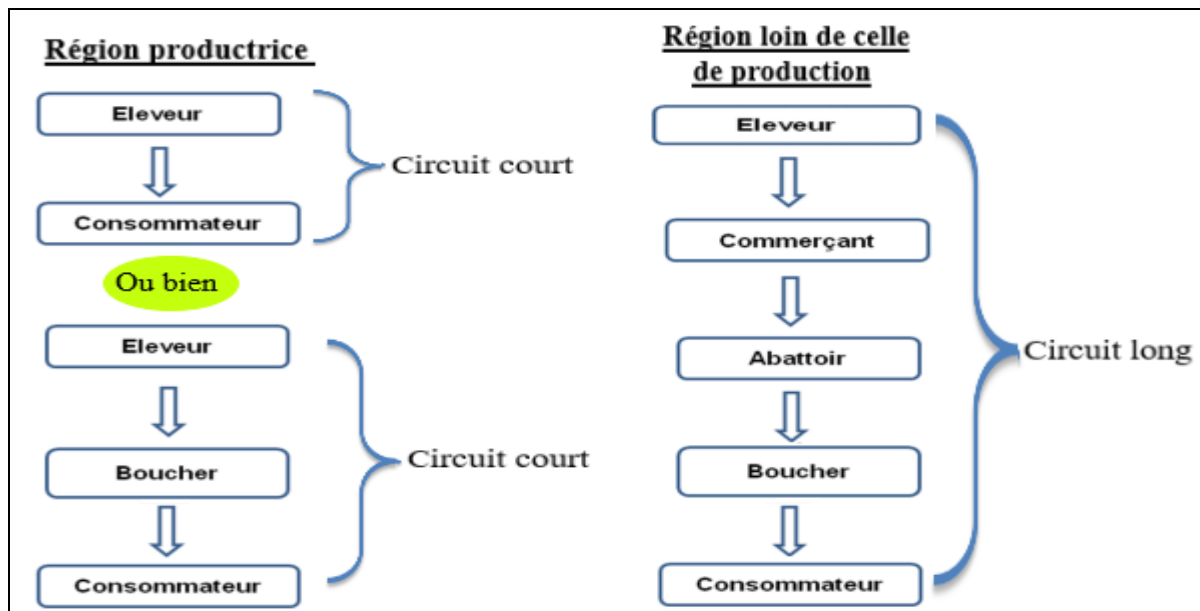 Région productrice
Eleveur
Circuit court
Consommateur
Ou bien
Eleveur
Boucher
Circuit court
Consommateur
Région loin de celle
de production
Eleveur
Commerçant
Abattoir
Circuit long
Boucher
Consommateur